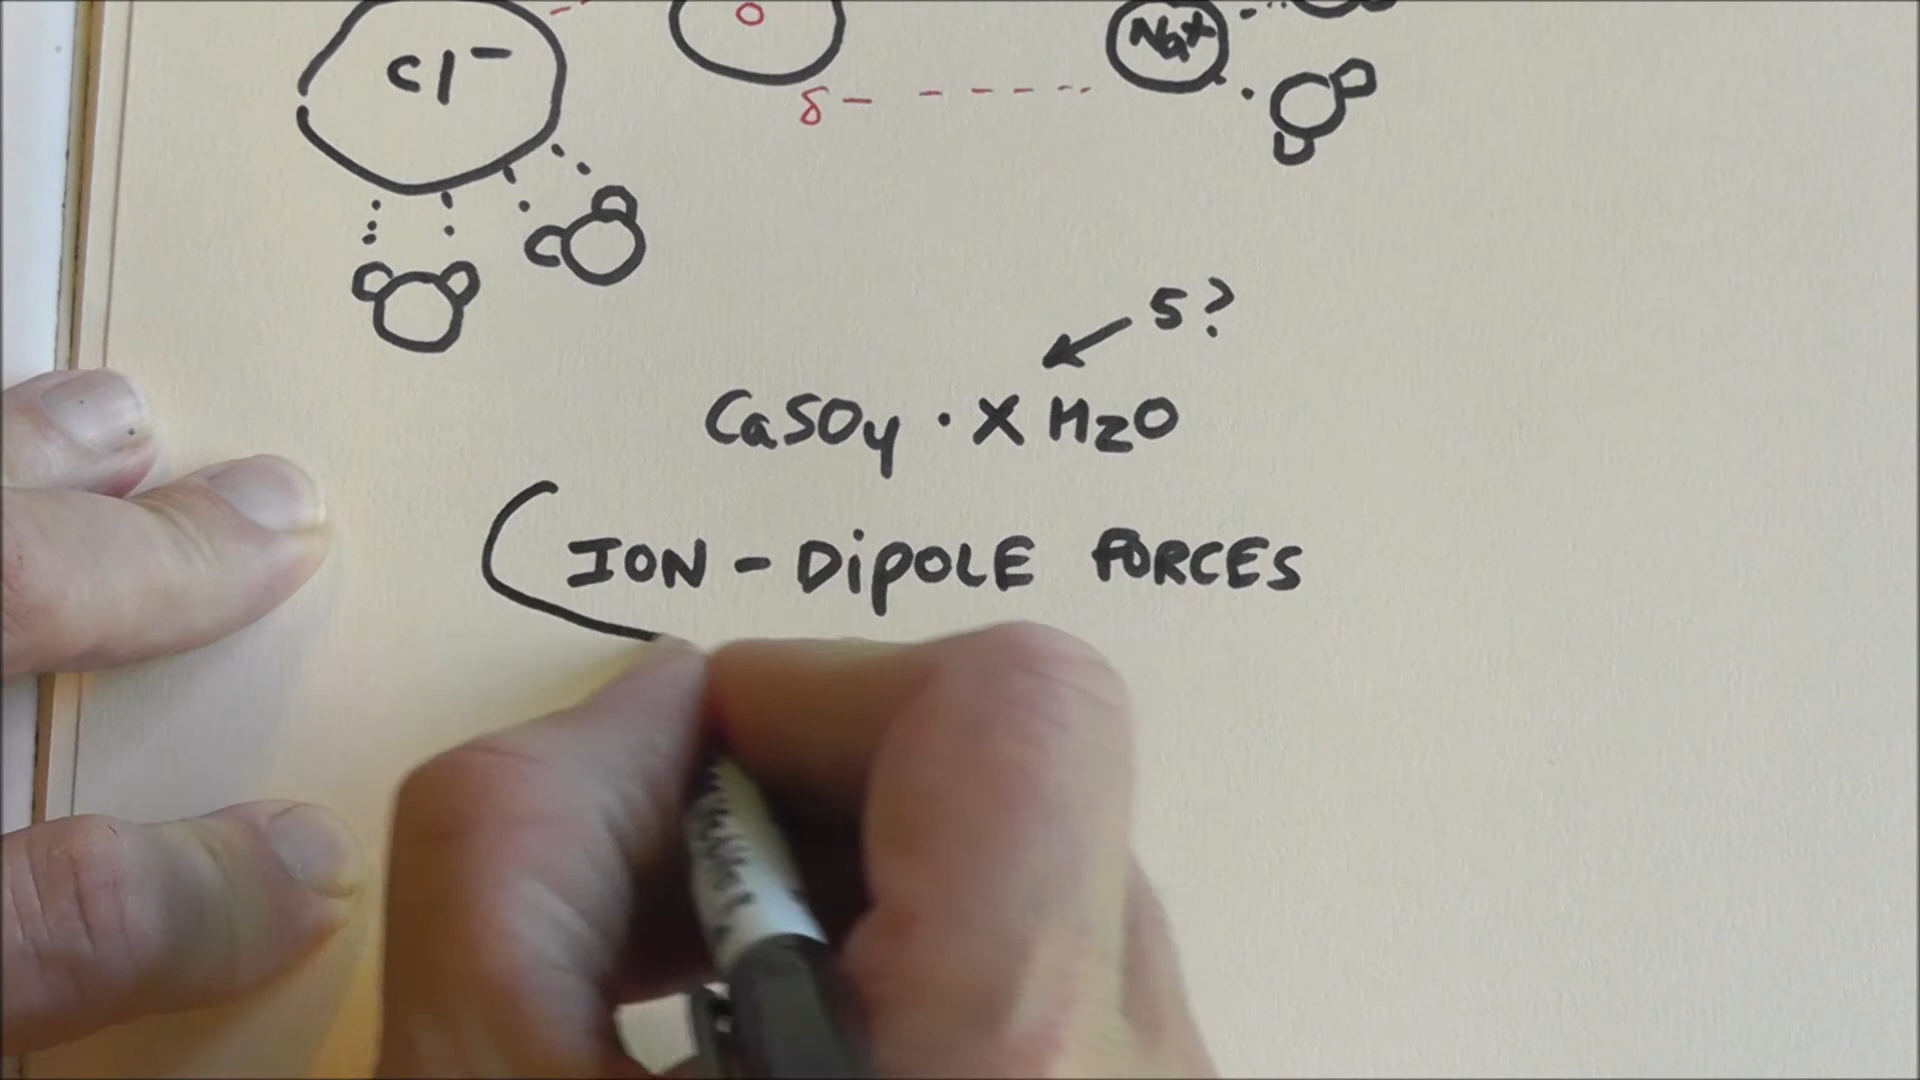 Cl⁻
O
Na+
δ-
5?
CaSO4 · X H2O
ION - DipOLE FORCES